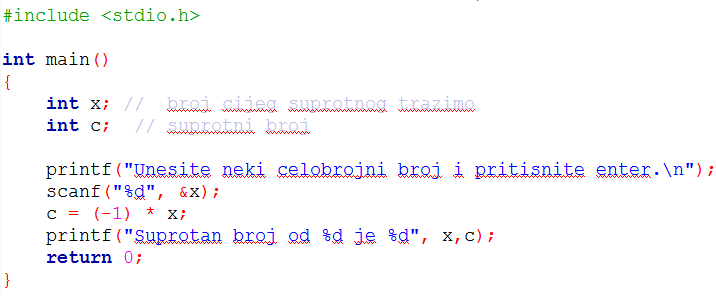 #include <stdio.h>
int main()
{
int x; // broj cijeg suprotnog trazimo
int c; // suprotni broj
printf("Unesite neki celobrojni broj i pritisnite enter.\n");
scanf("%d", &x);
c = (-1) * x;
printf("Suprotan broj od %d je %d", x,c);
return 0;
}